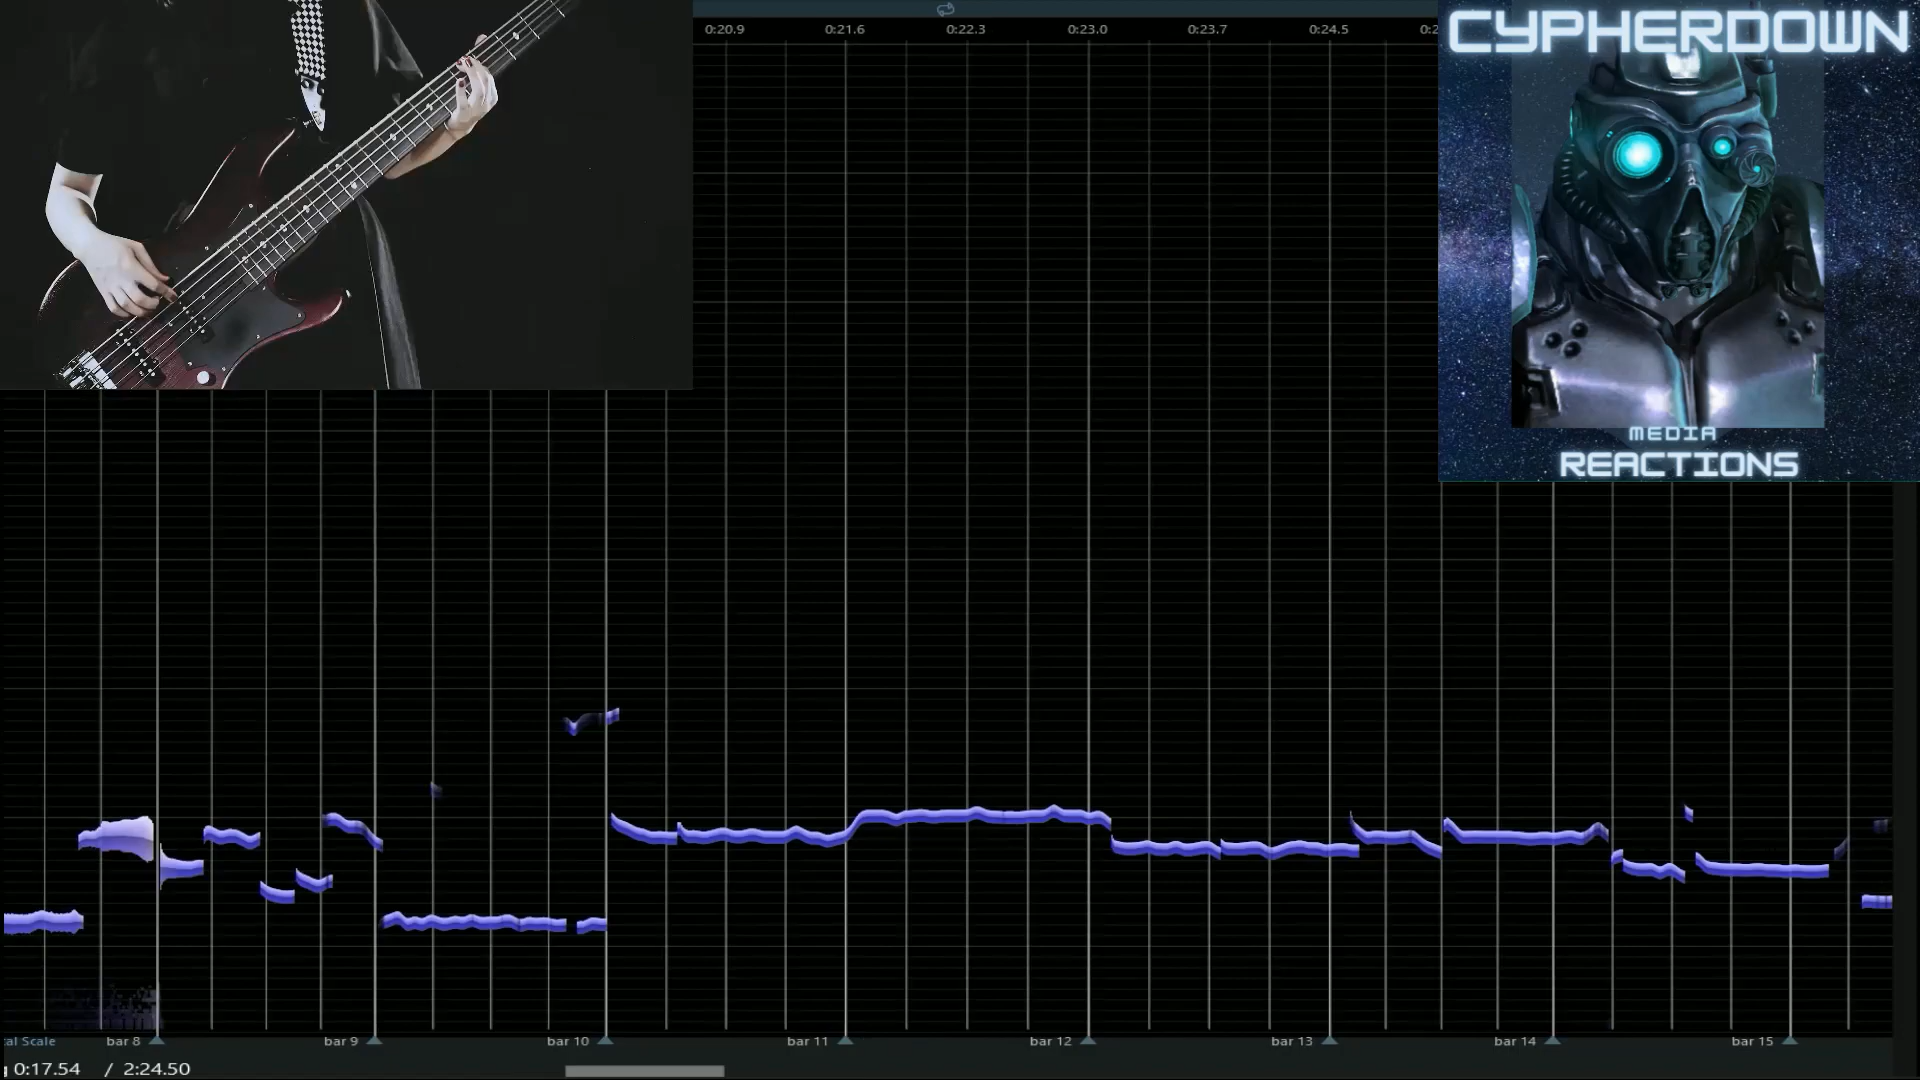 0:20.9 0:21.6 0:22.3 0:23.0 0:23.7 0:24.5
CYPHERDOWN
MEDIA
REACTIONS
bar 8 bar 9 bar 10 bar 11 bar 12 bar 13 bar 14 bar 15
Scale
0:17.54 / 2:24.50